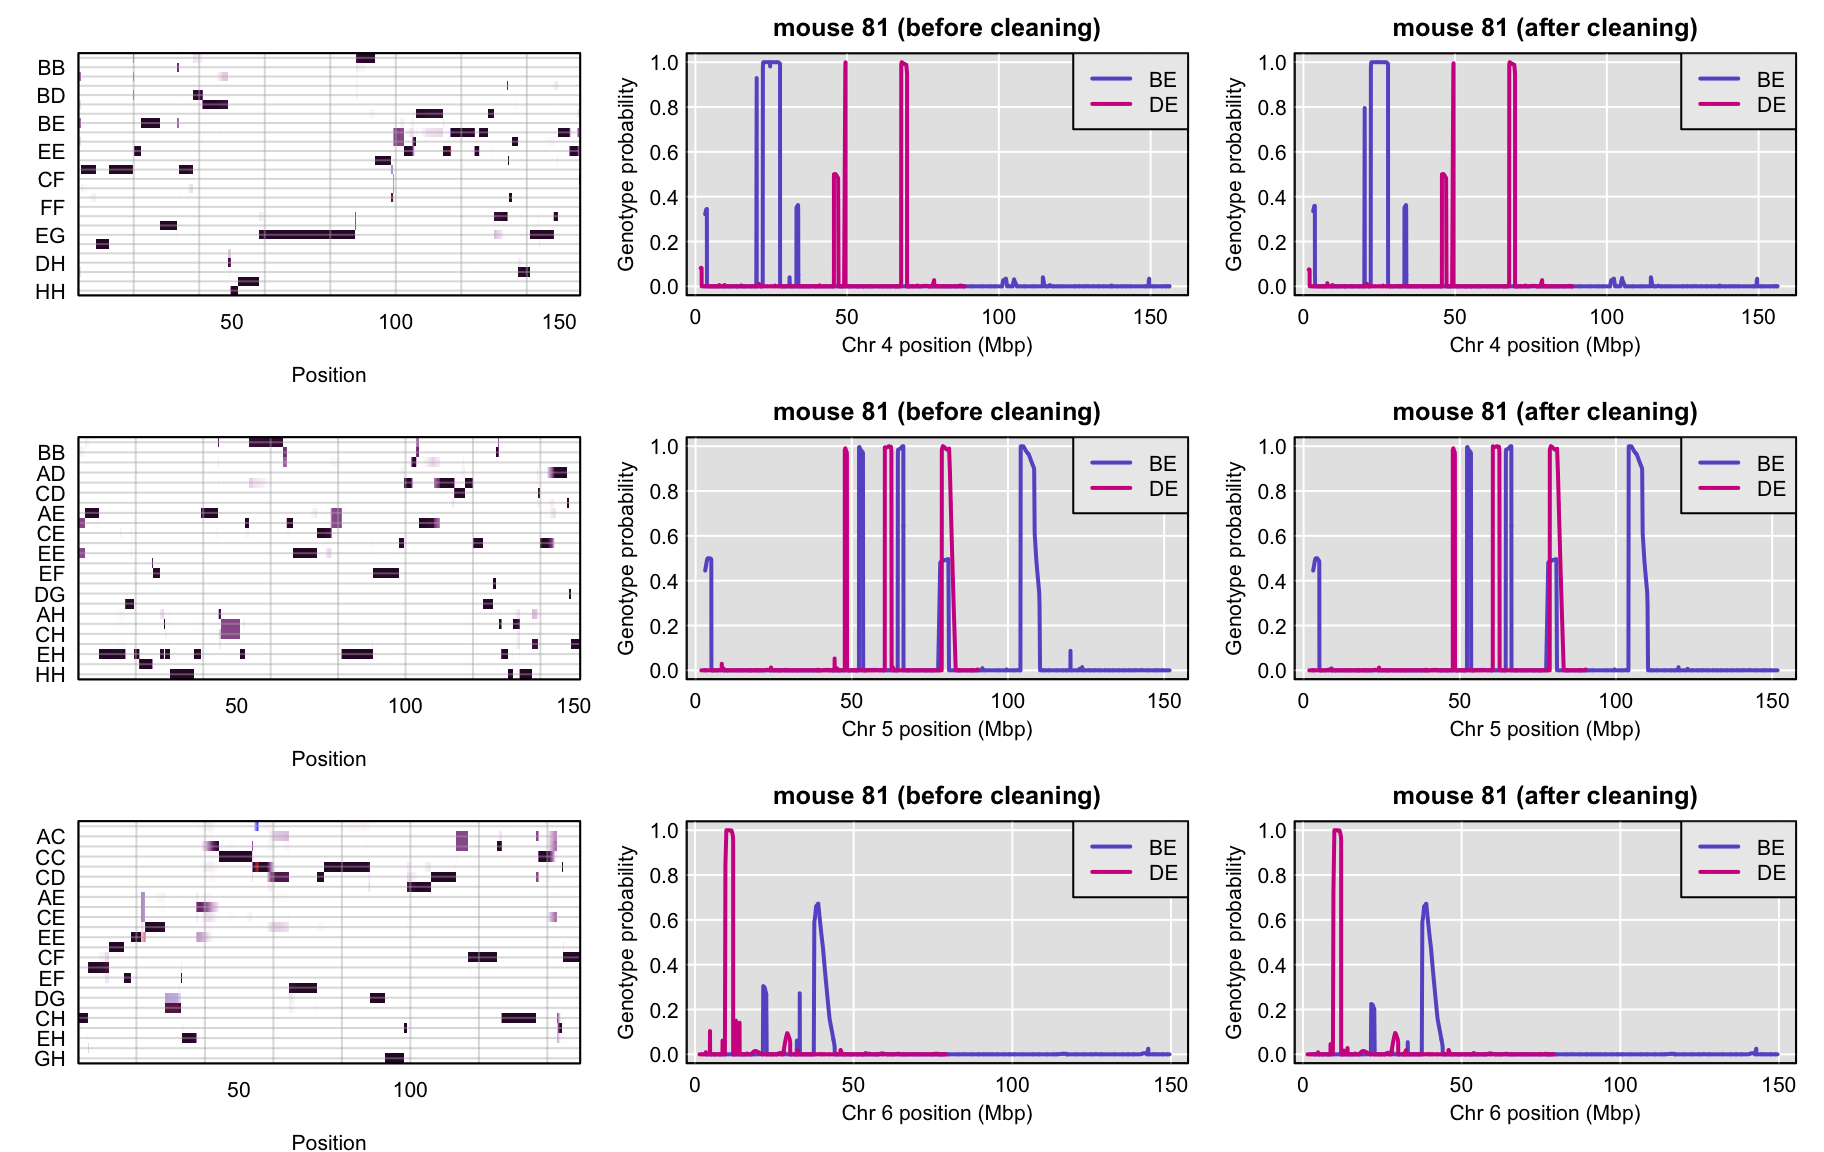 BB
BD
BE
EE
CF
FF
EG
DH
HH
50 100 150
Position
mouse 81 (before cleaning)
Genotype probability
1.0
0.8
0.6
0.4
0.2
0.0
BE
DE
0 50 100 150
Chr 4 position (Mbp)
mouse 81 (after cleaning)
Genotype probability
1.0
0.8
0.6
0.4
0.2
0.0
BE
DE
0 50 100 150
Chr 4 position (Mbp)
BB
AD
CD
AE
CE
EE
EF
DG
AH
CH
EH
HH
50 100 150
Position
mouse 81 (before cleaning)
Genotype probability
1.0
0.8
0.6
0.4
0.2
0.0
BE
DE
0 50 100 150
Chr 5 position (Mbp)
mouse 81 (after cleaning)
Genotype probability
1.0
0.8
0.6
0.4
0.2
0.0
BE
DE
0 50 100 150
Chr 5 position (Mbp)
AC
CC
CD
AE
CE
EE
CF
EF
DG
CH
EH
GH
50 100
Position
mouse 81 (before cleaning)
Genotype probability
1.0
0.8
0.6
0.4
0.2
0.0
BE
DE
0 50 100 150
Chr 6 position (Mbp)
mouse 81 (after cleaning)
Genotype probability
1.0
0.8
0.6
0.4
0.2
0.0
BE
DE
0 50 100 150
Chr 6 position (Mbp)